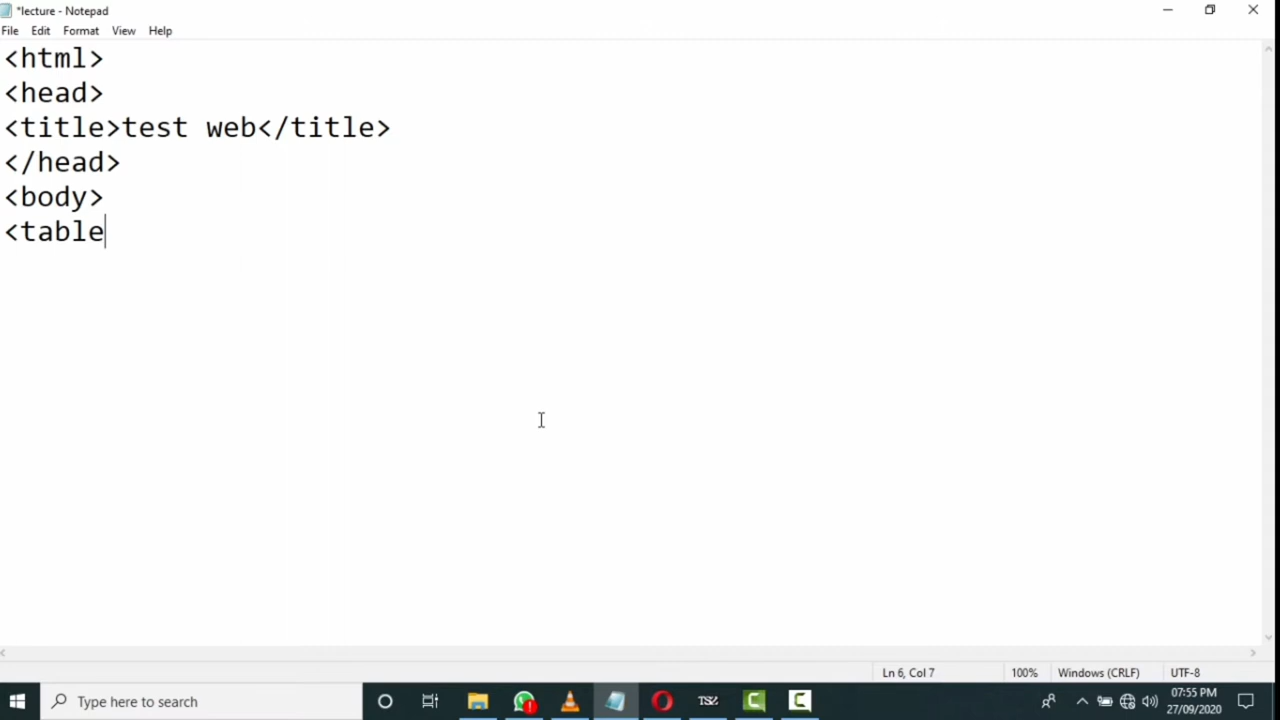 *lecture - Notepad
File Edit Format View Help
<html>
<head>
<title>test web</title>
</head>
<body>
<table
Ln 6, Col 7 100% Windows (CRLF) UTF-8
Type here to search
TSZ
07:55 PM
27/09/2020